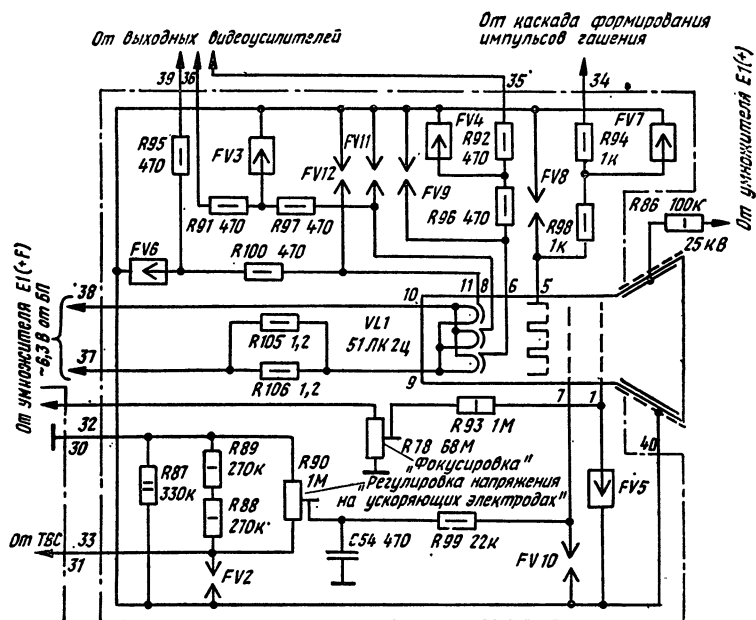 От каскада формирования
импульсов гашения
От выходных видеоусилителей
39 36
35
34
R95
470
FV3
FV11
FV12
FV4
R92
470
FV9
FV8
R94
1к
FV7
R86 100к
25 кВ
От умножителя E1(+)
R91 470
R97 470
R96 470
R98
1к
FV6
R100 470
38
10
11 8 6 5
От умножителя E1(+F)
~6,3 В от БП
R105 1,2
VL1
51ЛК2Ц
37
R106 1,2
9
7
1
32
30
R93 1М
R78 68М
„Фокусировка"
40
R87
330к
R89
270к
R90
1М
„Регулировка напряжения
на ускоряющих электродах"
R88
270к
FV5
От ТВС
33
31
FV2
C54 470
R99 22к
FV10